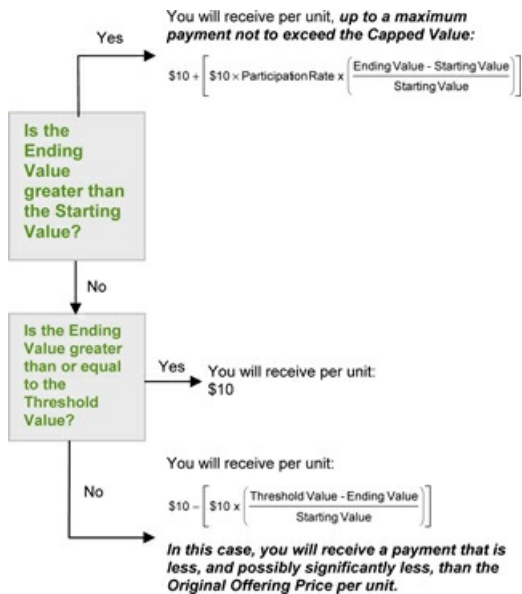 You will receive per unit, up to a maximum
payment not to exceed the Capped Value:
Yes
$10 + [$10 × Participation Rate x (Ending Value - Starting Value / Starting Value)]
Is the
Ending
Value
greater than
the Starting
Value?
No
Is the Ending
Value greater
than or equal
to the
Threshold
Value?
Yes
You will receive per unit:
$10
You will receive per unit:
No
$10 – [$10 x (Threshold Value - Ending Value / Starting Value)]
In this case, you will receive a payment that is
less, and possibly significantly less, than the
Original Offering Price per unit.